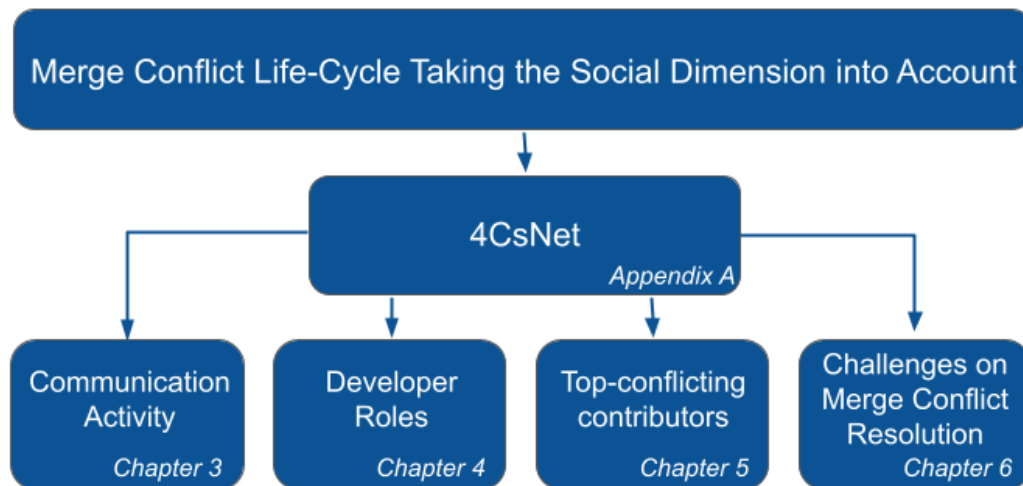 Merge Conflict Life-Cycle Taking the Social Dimension into Account
4CsNet
Appendix A
Communication
Activity
Chapter 3
Developer
Roles
Chapter 4
Top-conflicting
contributors
Chapter 5
Challenges on
Merge Conflict
Resolution
Chapter 6